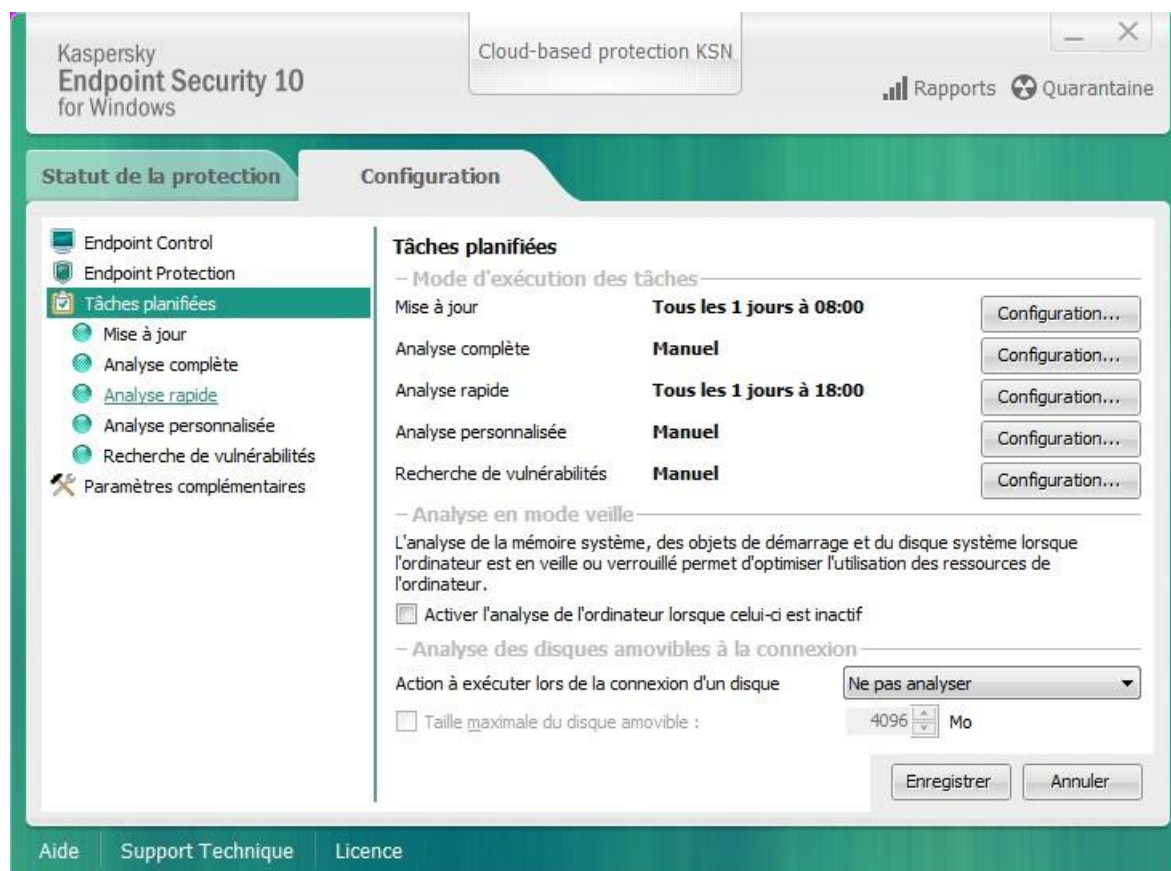 Kaspersky
Endpoint Security 10
for Windows
Cloud-based protection KSN
Rapports
Quarantaine
Statut de la protection
Configuration
Endpoint Control
Endpoint Protection
Tâches planifiées
Mise à jour
Analyse complète
Analyse rapide
Analyse personnalisée
Recherche de vulnérabilités
Paramètres complémentaires
Tâches planifiées
Mode d'exécution des tâches
Mise à jour Tous les 1 jours à 08:00 Configuration...
Analyse complète Manuel Configuration...
Analyse rapide Tous les 1 jours à 18:00 Configuration...
Analyse personnalisée Manuel Configuration...
Recherche de vulnérabilités Manuel Configuration...
Analyse en mode veille
L'analyse de la mémoire système, des objets de démarrage et du disque système lorsque
l'ordinateur est en veille ou verrouillé permet d'optimiser l'utilisation des ressources de
l'ordinateur.
Activer l'analyse de l'ordinateur lorsque celui-ci est inactif
Analyse des disques amovibles à la connexion
Action à exécuter lors de la connexion d'un disque Ne pas analyser
Taille maximale du disque amovible : 4096 Mo
Enregistrer Annuler
Aide Support Technique Licence